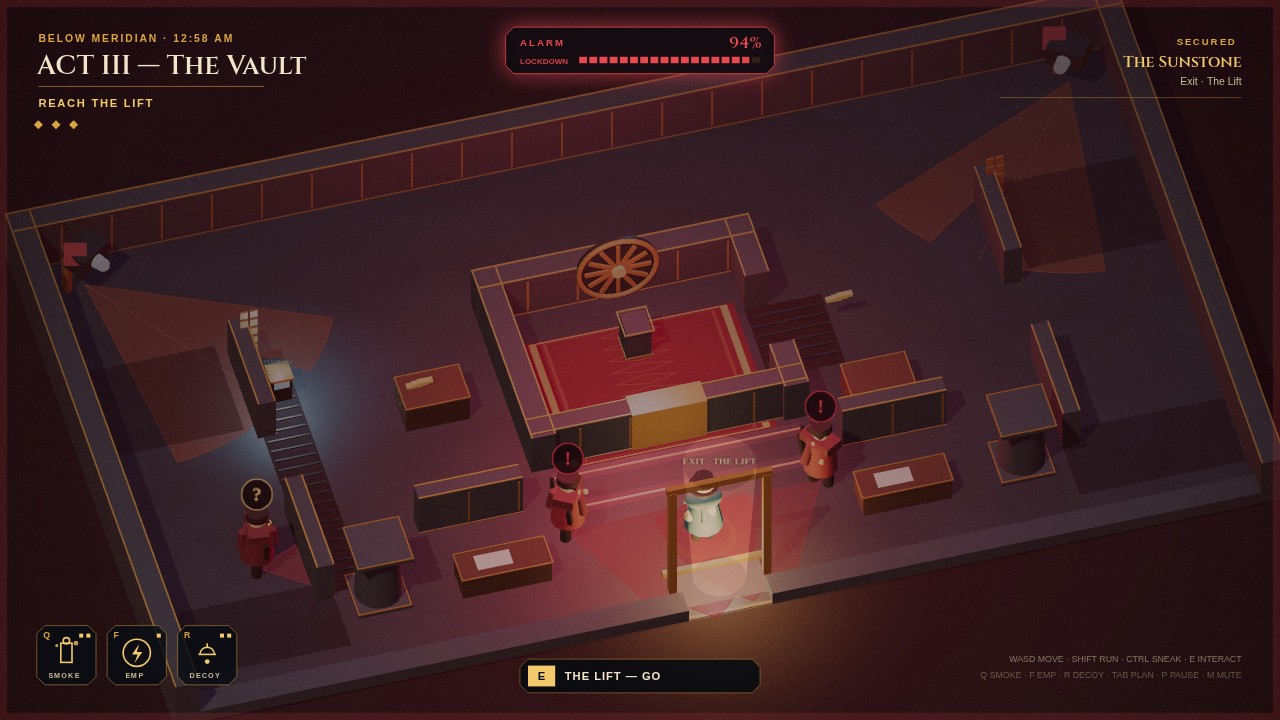 BELOW MERIDIAN · 12:58 AM
ACT III — THE VAULT
REACH THE LIFT
ALARM 94%
LOCKDOWN
SECURED
THE SUNSTONE
Exit · The Lift
?
!
!
EXIT · THE LIFT
Q
SMOKE
F
EMP
R
DECOY
E THE LIFT — GO
WASD MOVE · SHIFT RUN · CTRL SNEAK · E INTERACT
Q SMOKE · F EMP · R DECOY · TAB PLAN · P PAUSE · M MUTE